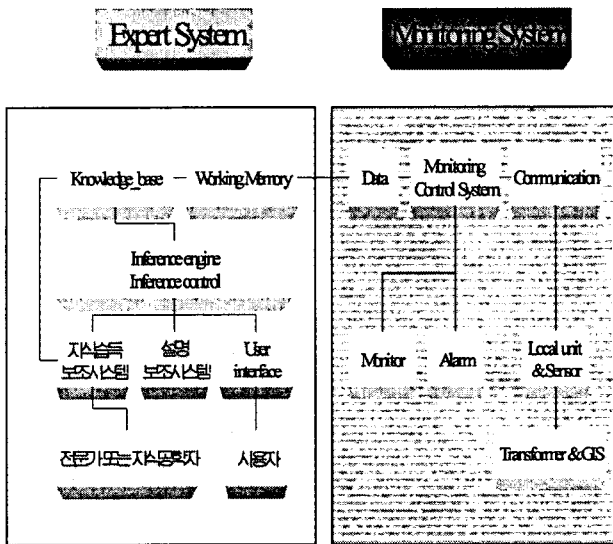 Expert System
Monitoring System
Knowledge_base
Working Memory
Data
Monitoring
Control System
Communication
Inference engine
Inference control
지식습득
보조시스템
설명
보조시스템
User
interface
Monitor
Alarm
Local unit
& Sensor
전문가 또는 지식공학자
사용자
Transformer & GIS